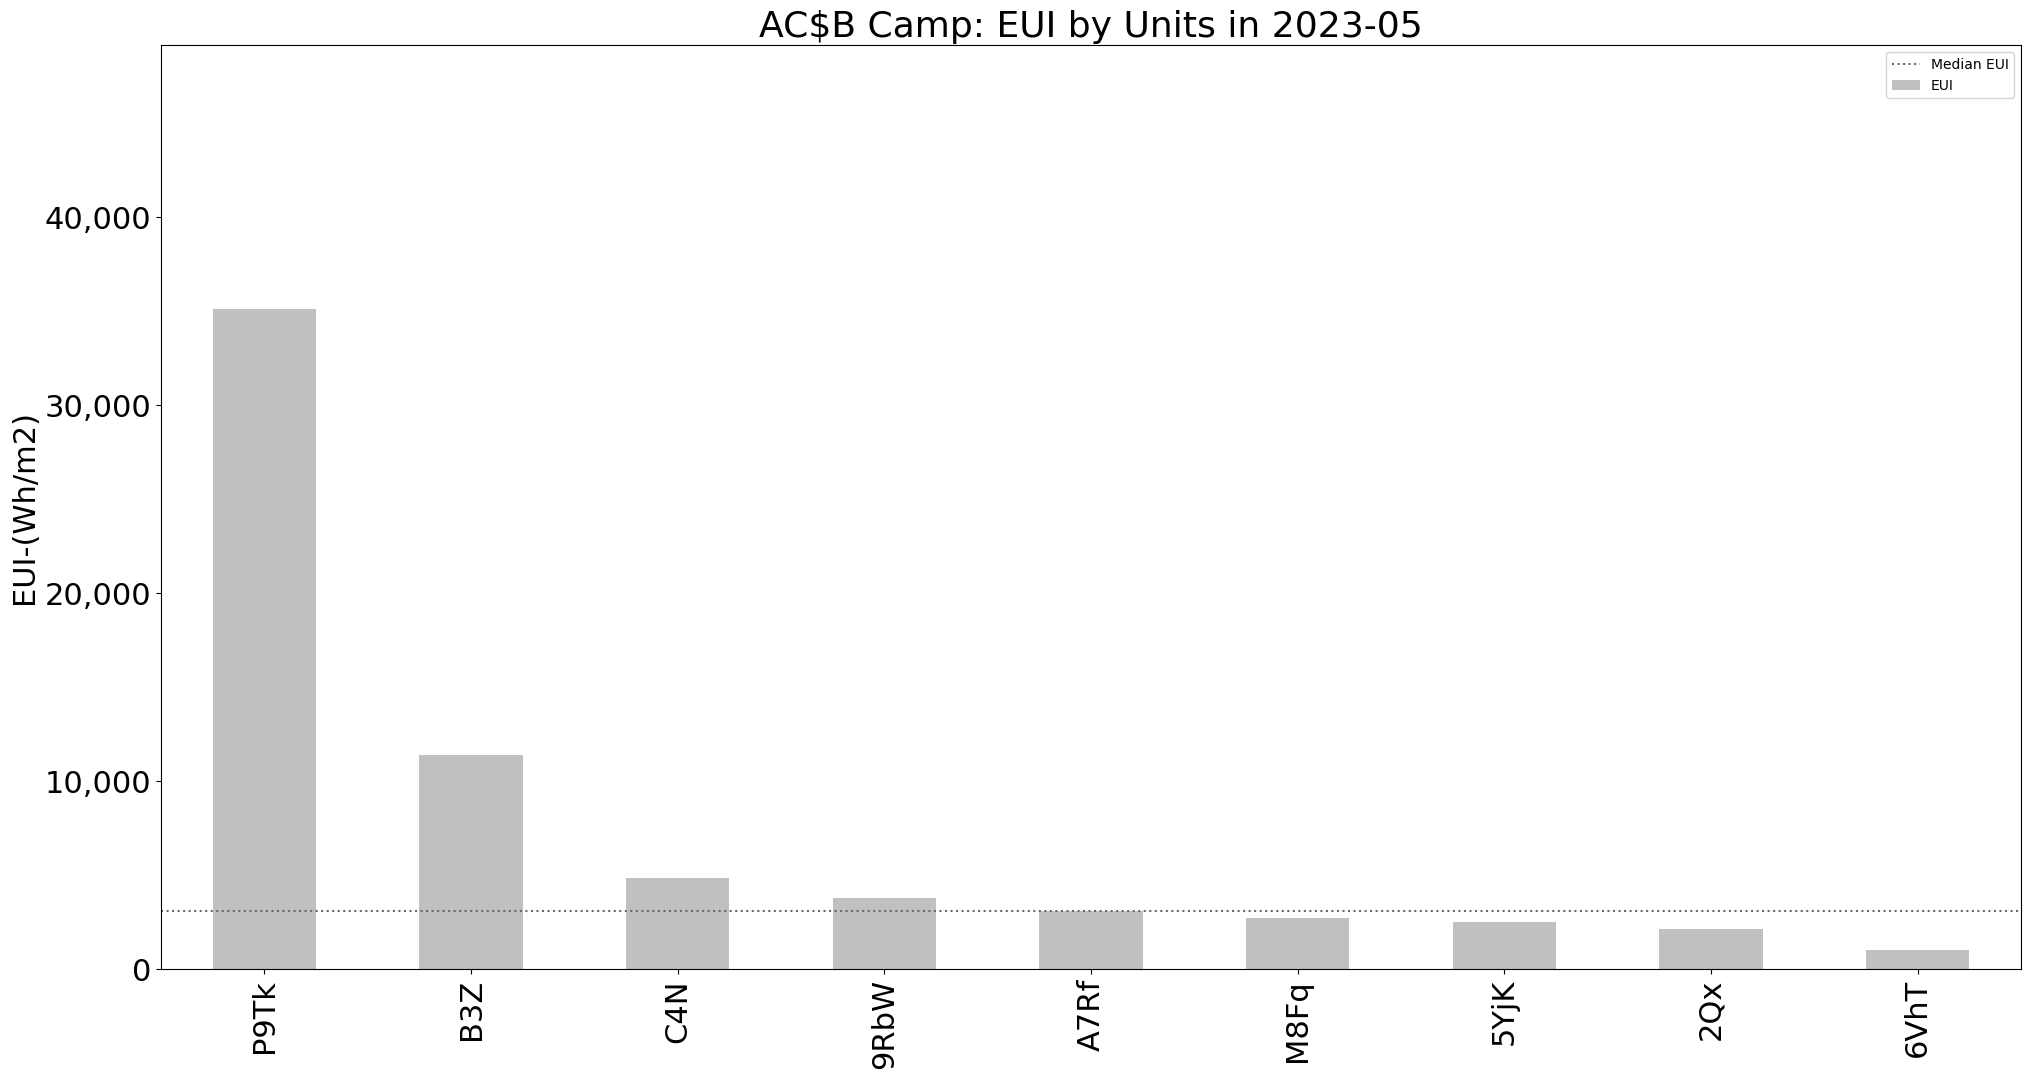 AC$B Camp: EUI by Units in 2023-05
Median EUI
EUI
EUI-(Wh/m2)
40,000
30,000
20,000
10,000
0
P9Tk
B3Z
C4N
9RbW
A7Rf
M8Fq
5YjK
2Qx
6VhT